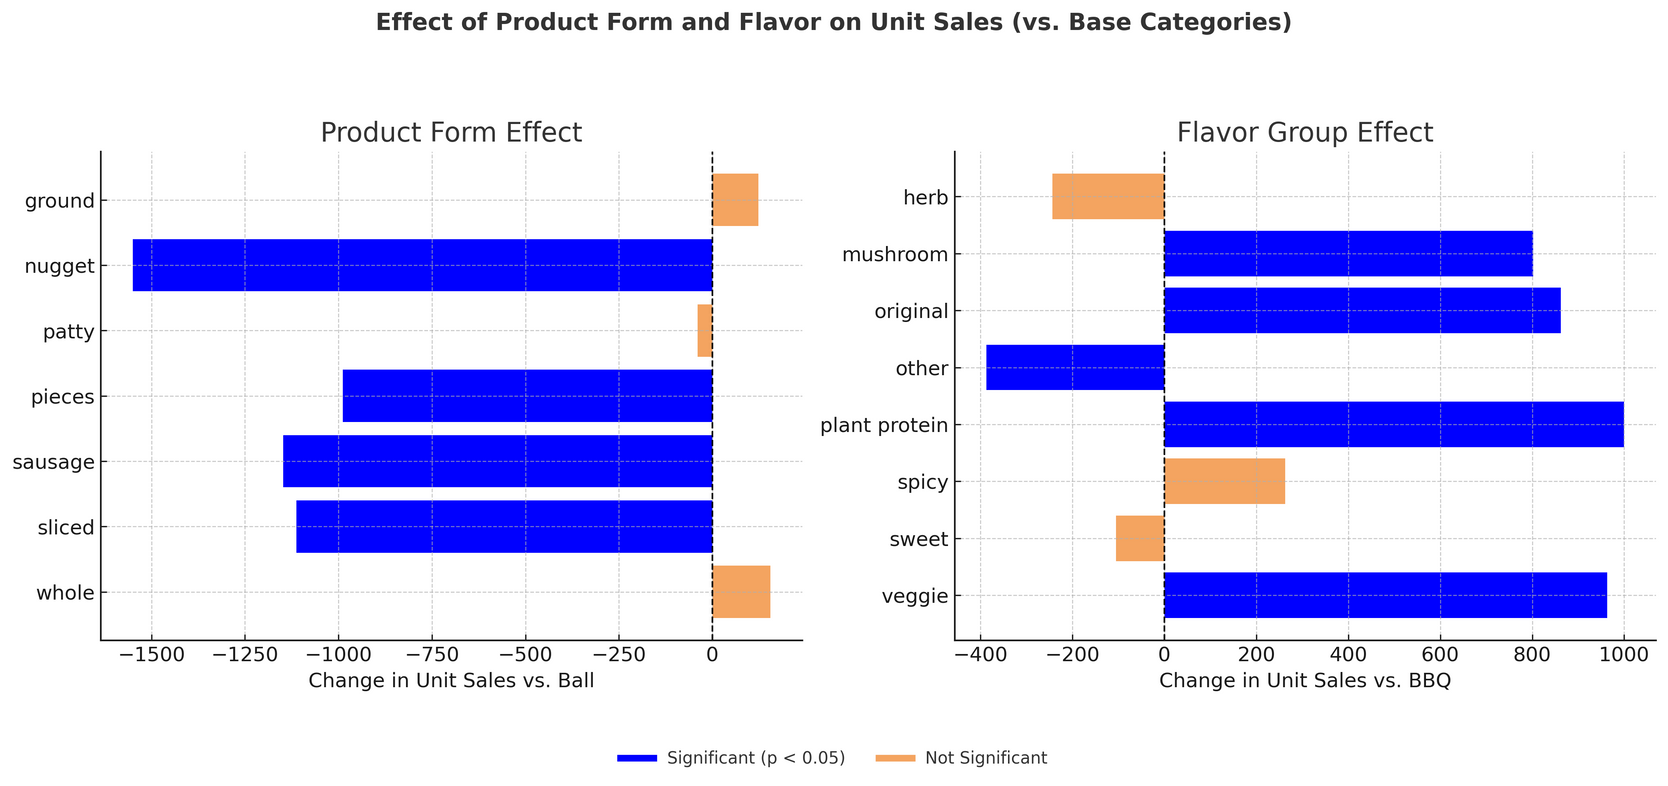 Effect of Product Form and Flavor on Unit Sales (vs. Base Categories)
Product Form Effect
ground
nugget
patty
pieces
sausage
sliced
whole
−1500 −1250 −1000 −750 −500 −250 0
Change in Unit Sales vs. Ball
Flavor Group Effect
herb
mushroom
original
other
plant protein
spicy
sweet
veggie
−400 −200 0 200 400 600 800 1000
Change in Unit Sales vs. BBQ
Significant (p < 0.05) Not Significant